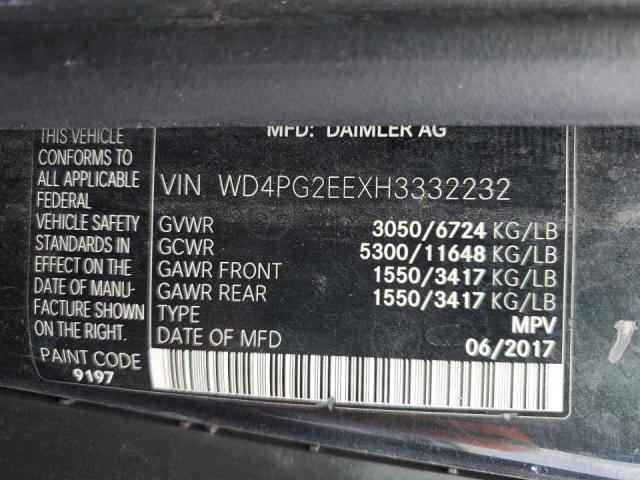 MFD: DAIMLER AG
THIS VEHICLE
CONFORMS TO
ALL APPLICABLE
FEDERAL
VEHICLE SAFETY
STANDARDS IN
EFFECT ON THE
DATE OF MANU-
FACTURE SHOWN
ON THE RIGHT.
PAINT CODE
9197
VIN WD4PG2EEXH3332232
GVWR 3050/6724 KG/LB
GCWR 5300/11648 KG/LB
GAWR FRONT 1550/3417 KG/LB
GAWR REAR 1550/3417 KG/LB
TYPE MPV
DATE OF MFD 06/2017